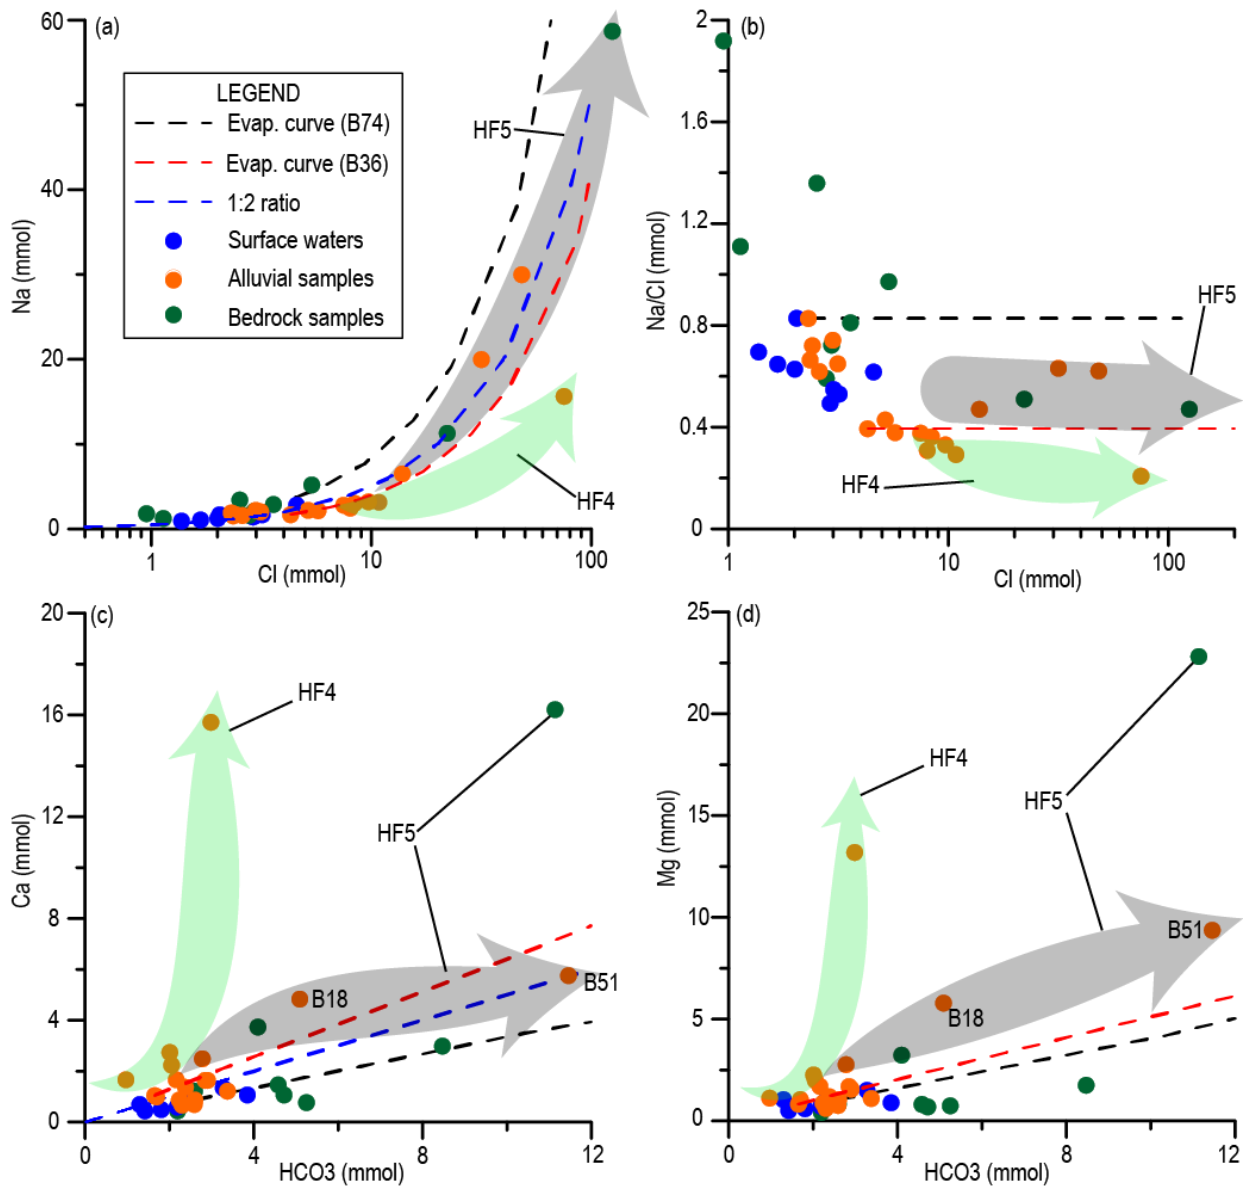 (a)
60
40
20
0
Na (mmol)
LEGEND
Evap. curve (B74)
Evap. curve (B36)
1:2 ratio
Surface waters
Alluvial samples
Bedrock samples
HF5
HF4
1
10
100
Cl (mmol)
(b)
2
1.6
1.2
0.8
0.4
0
Na/Cl (mmol)
HF5
HF4
1
10
100
Cl (mmol)
(c)
20
16
12
8
4
0
Ca (mmol)
HF4
HF5
B18
B51
0
4
8
12
HCO3 (mmol)
(d)
25
20
15
10
5
0
Mg (mmol)
HF4
HF5
B51
B18
0
4
8
12
HCO3 (mmol)